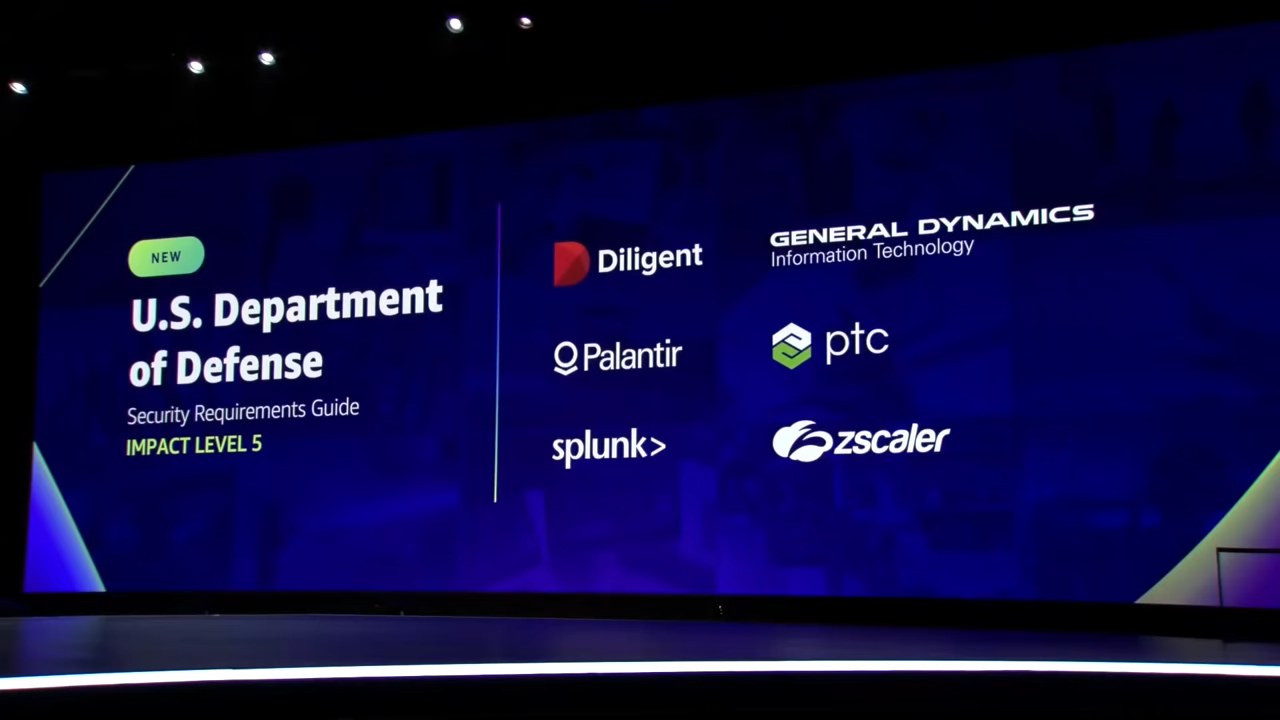 NEW
U.S. Department
of Defense
Security Requirements Guide
IMPACT LEVEL 5
Diligent
Palantir
splunk>
GENERAL DYNAMICS
Information Technology
ptc
zscaler